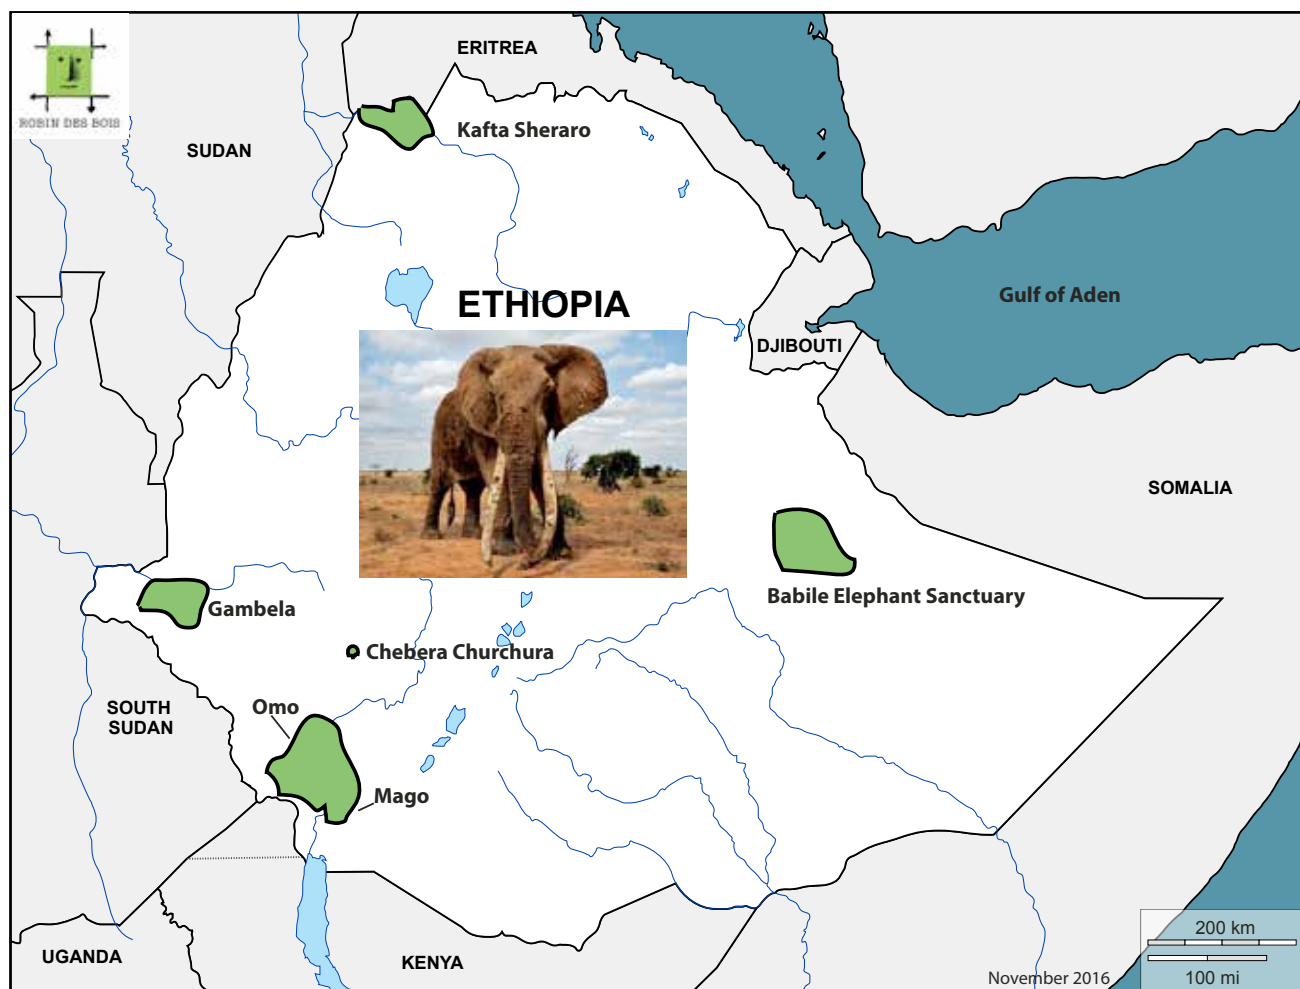 ROBIN DES BOIS
ERITREA
Kafta Sheraro
SUDAN
ETHIOPIA
Gulf of Aden
DJIBOUTI
SOMALIA
Babile Elephant Sanctuary
Gambela
Chebera Churchura
Omo
SOUTH
SUDAN
Mago
200 km
UGANDA
KENYA
November 2016
100 mi